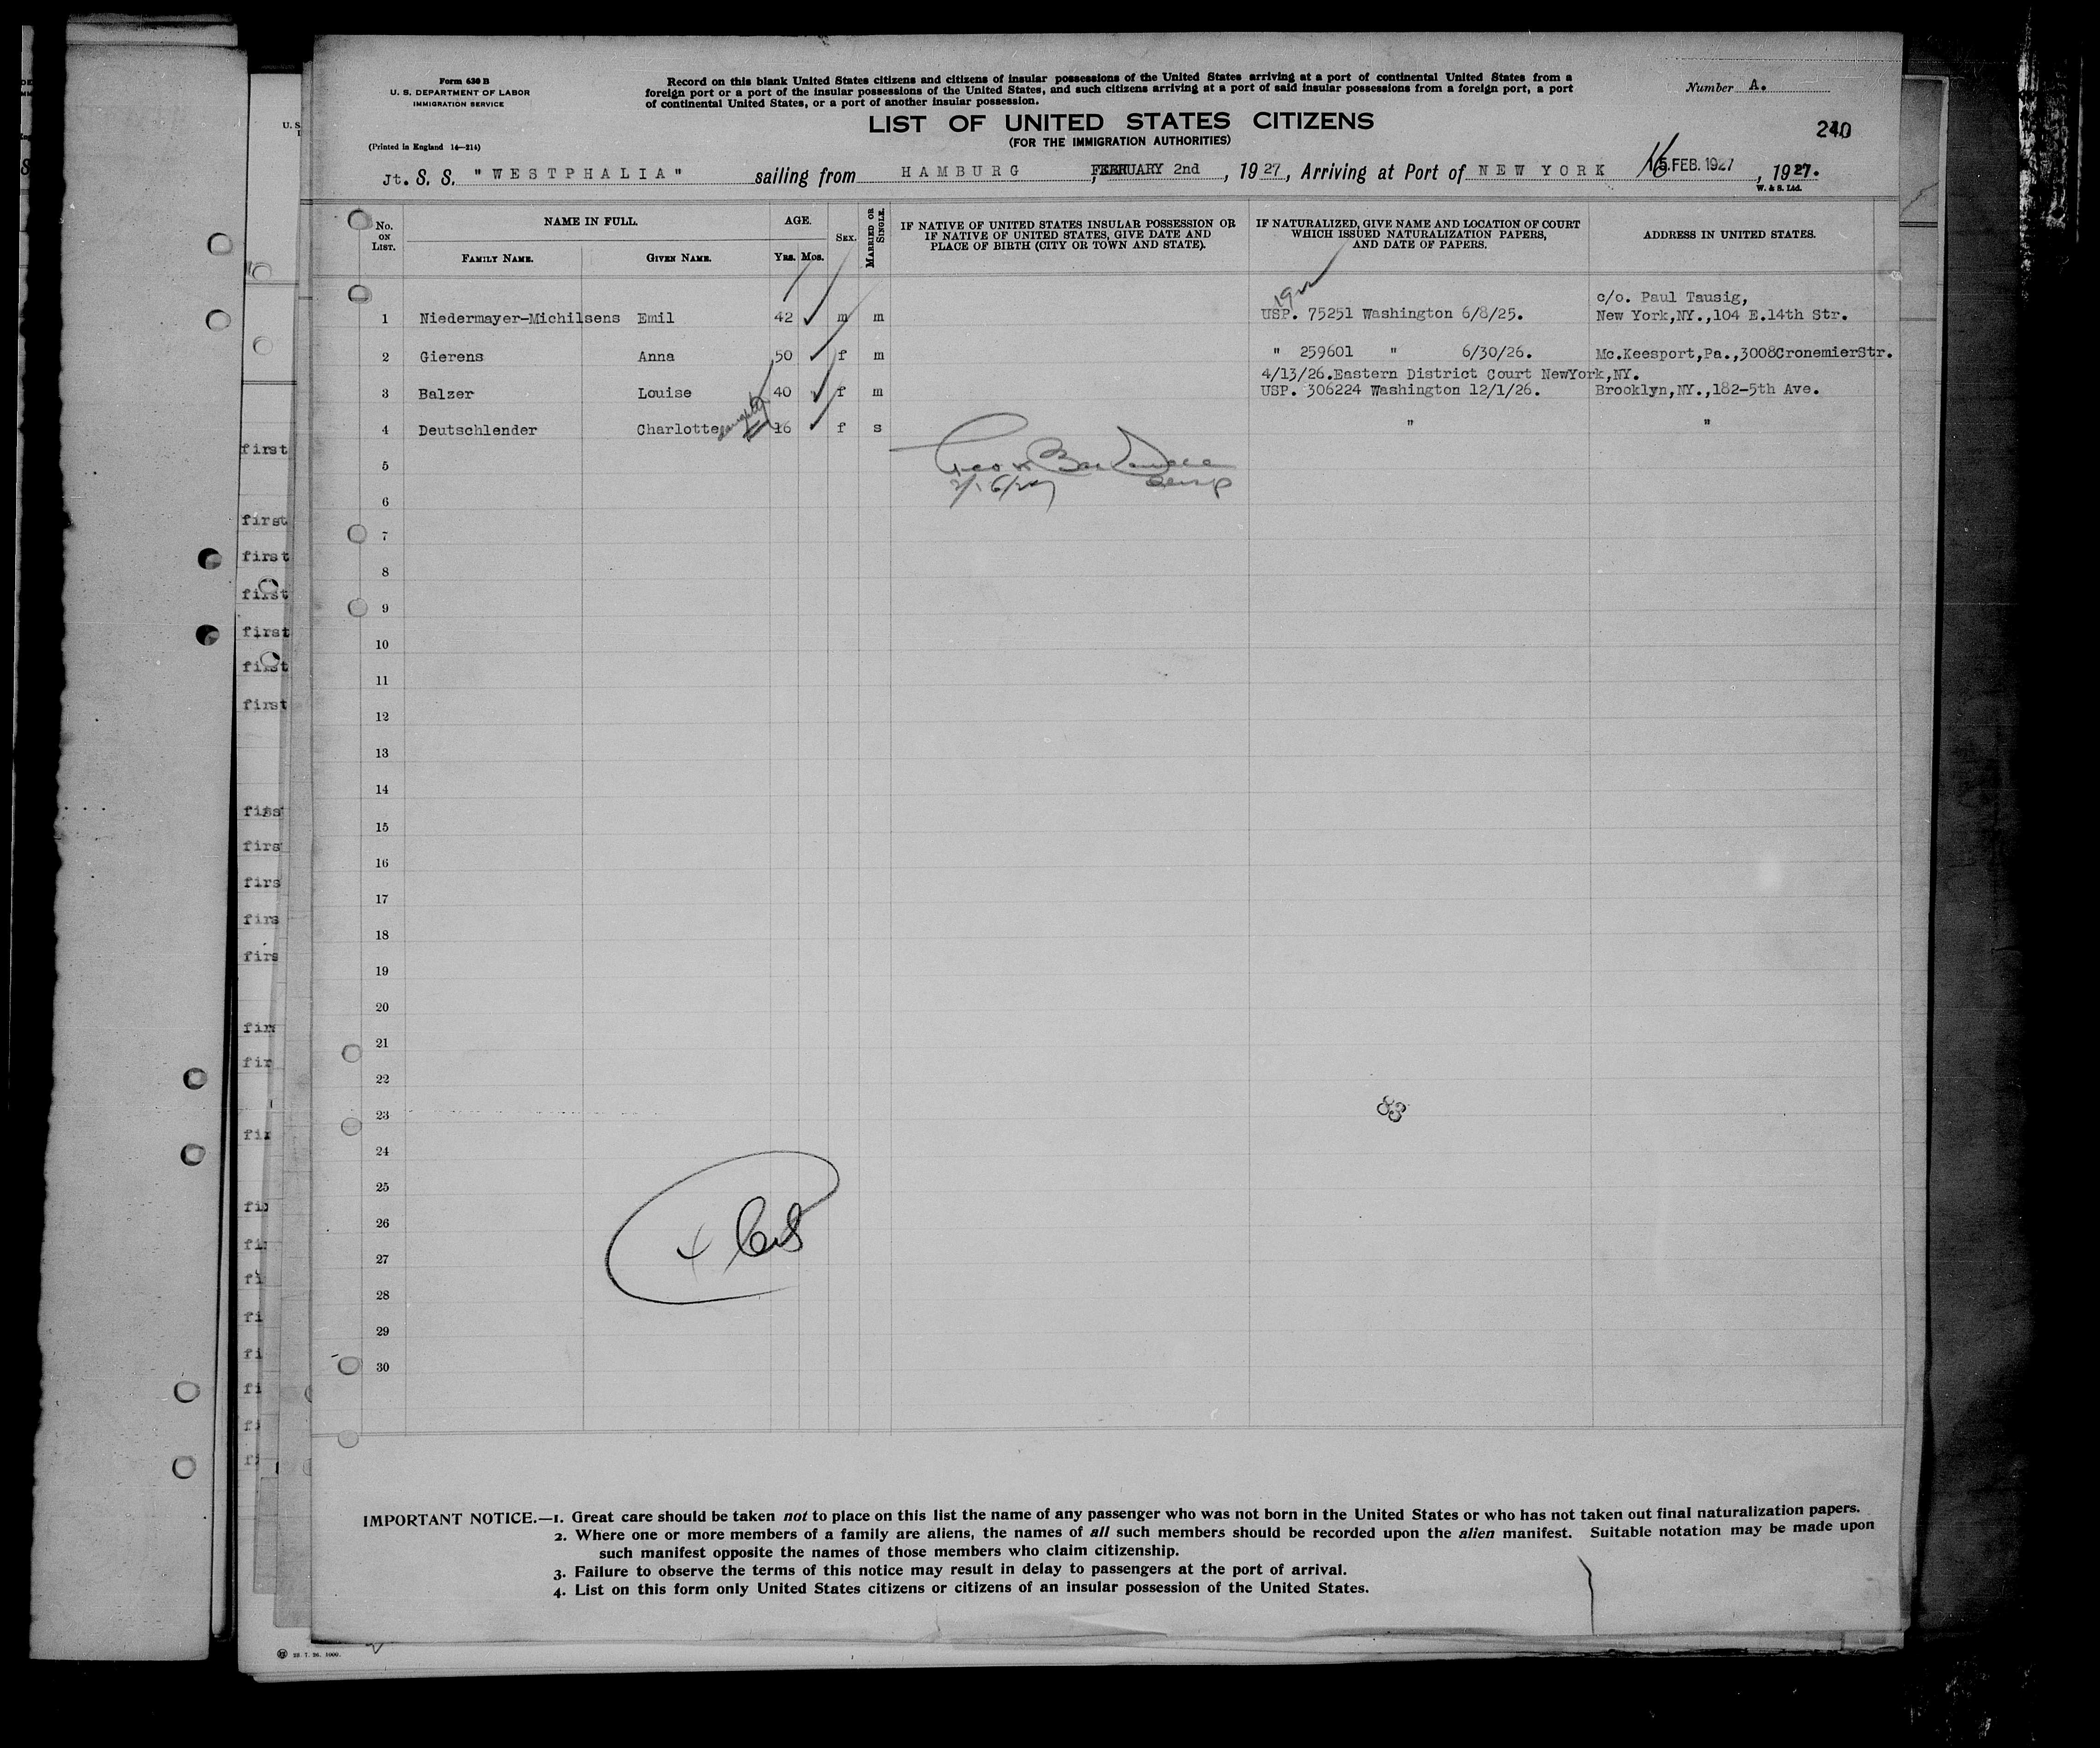 Form 630 B
U. S. DEPARTMENT OF LABOR
IMMIGRATION SERVICE
(Printed in England 14—214)
Record on this blank United States citizens and citizens of insular possessions of the United States arriving at a port of continental United States from a
foreign port or a port of the insular possessions of the United States, and such citizens arriving at a port of said insular possessions from a foreign port, a port
of continental United States, or a port of another insular possession.
Number A.
LIST OF UNITED STATES CITIZENS
(FOR THE IMMIGRATION AUTHORITIES)
240
Jt. S. S. "WESTPHALIA" sailing from HAMBURG, FEBRUARY 2nd, 1927, Arriving at Port of NEW YORK 16 FEB. 1927, 1927.
W. & S. Ltd.
No. ON LIST.
NAME IN FULL.
FAMILY NAME.
GIVEN NAME.
AGE.
YRS. MOS.
SEX.
MARRIED OR SINGLE.
IF NATIVE OF UNITED STATES INSULAR POSSESSION OR
IF NATIVE OF UNITED STATES, GIVE DATE AND
PLACE OF BIRTH (CITY OR TOWN AND STATE).
IF NATURALIZED, GIVE NAME AND LOCATION OF COURT
WHICH ISSUED NATURALIZATION PAPERS,
AND DATE OF PAPERS.
ADDRESS IN UNITED STATES.
c/o. Paul Tausig,
1 Niedermayer-Michilsens Emil 42 m m USP. 75251 Washington 6/8/25. New York,NY.,104 E.14th Str.
2 Gierens Anna 50 f m " 259601 " 6/30/26. Mc.Keesport,Pa.,3008CronemierStr.
4/13/26.Eastern District Court NewYork,NY.
3 Balzer Louise 40 f m USP. 306224 Washington 12/1/26. Brooklyn,NY.,182-5th Ave.
4 Deutschlender Charlotte daughter 16 f s " "
2/16/27
5
6
7
8
9
10
11
12
13
14
15
16
17
18
19
20
21
22
23
24
25
26
27
28
29
30
83
IMPORTANT NOTICE.—1. Great care should be taken not to place on this list the name of any passenger who was not born in the United States or who has not taken out final naturalization papers.
2. Where one or more members of a family are aliens, the names of all such members should be recorded upon the alien manifest. Suitable notation may be made upon
such manifest opposite the names of those members who claim citizenship.
3. Failure to observe the terms of this notice may result in delay to passengers at the port of arrival.
4. List on this form only United States citizens or citizens of an insular possession of the United States.